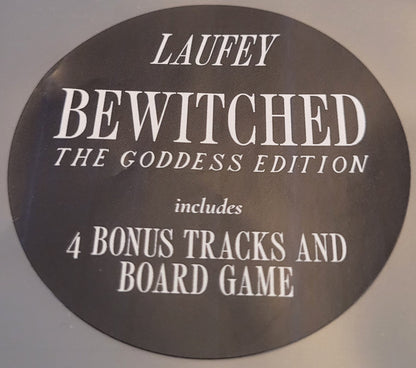 LAUFEY
BEWITCHED
THE GODDESS EDITION
includes
4 BONUS TRACKS AND
BOARD GAME